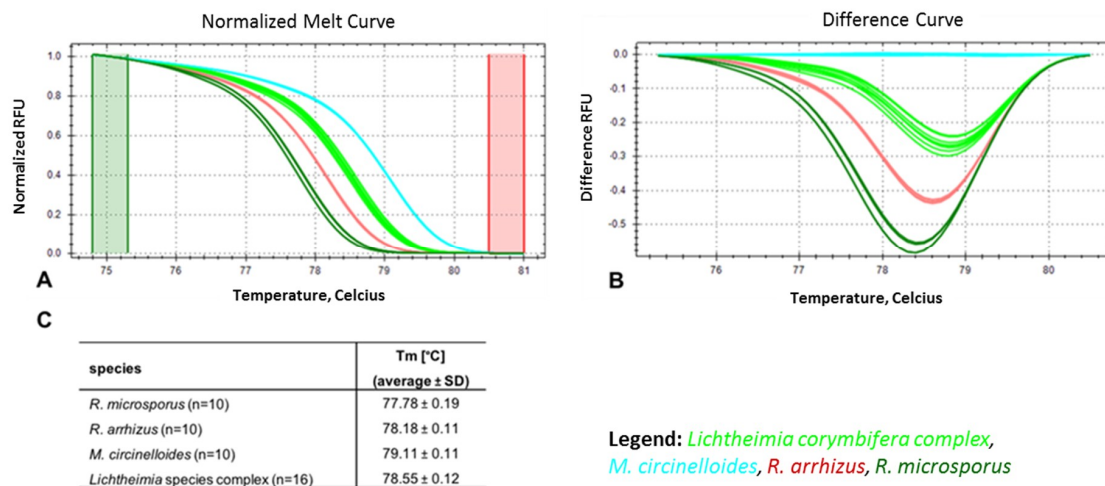 Normalized Melt Curve
Normalized RFU
1.0
0.8
0.6
0.4
0.2
0.0
75 76 77 78 79 80 81
A
Temperature, Celcius
Difference Curve
Difference RFU
0.0
-0.1
-0.2
-0.3
-0.4
-0.5
76 77 78 79 80
B
Temperature, Celcius
C
species Tm [°C]
(average ± SD)
R. microsporus (n=10) 77.78 ± 0.19
R. arrhizus (n=10) 78.18 ± 0.11
M. circinelloides (n=10) 79.11 ± 0.11
Lichtheimia species complex (n=16) 78.55 ± 0.12
Legend: Lichtheimia corymbifera complex,
M. circinelloides, R. arrhizus, R. microsporus